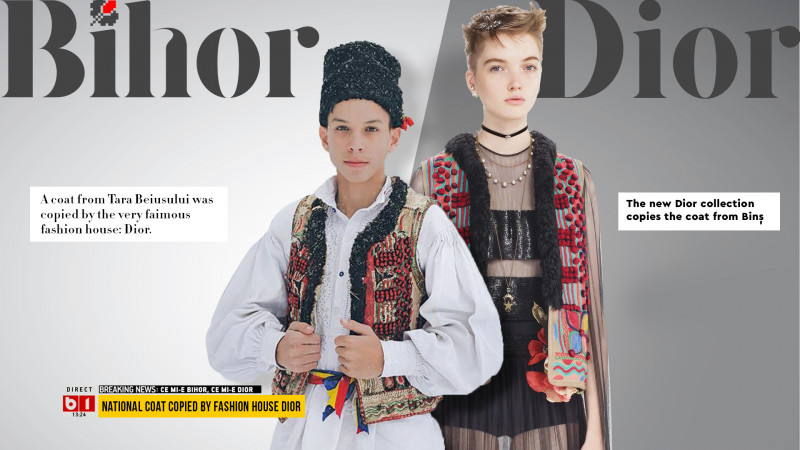 Bihor
Dior
A coat from Tara Beiusului was
copied by the very faimous
fashion house: Dior.
The new Dior collection
copies the coat from Binș
DIRECT
B1
13:24
BREAKING NEWS: CE MI-E BIHOR, CE MI-E DIOR
NATIONAL COAT COPIED BY FASHION HOUSE DIOR